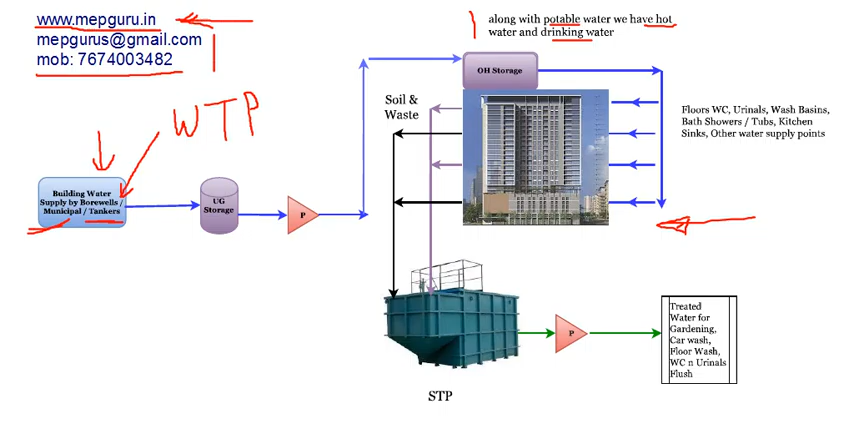 www.mepguru.in
mepgurus@gmail.com
mob: 7674003482
along with potable water we have hot
water and drinking water
OH Storage
Soil &
Waste
WTP
Floors WC, Urinals, Wash Basins,
Bath Showers / Tubs, Kitchen
Sinks, Other water supply points
Building Water
Supply by Borewells /
Municipal / Tankers
UG
Storage
P
P
Treated
Water for
Gardening,
Car wash,
Floor Wash,
WC n Urinals
Flush
STP